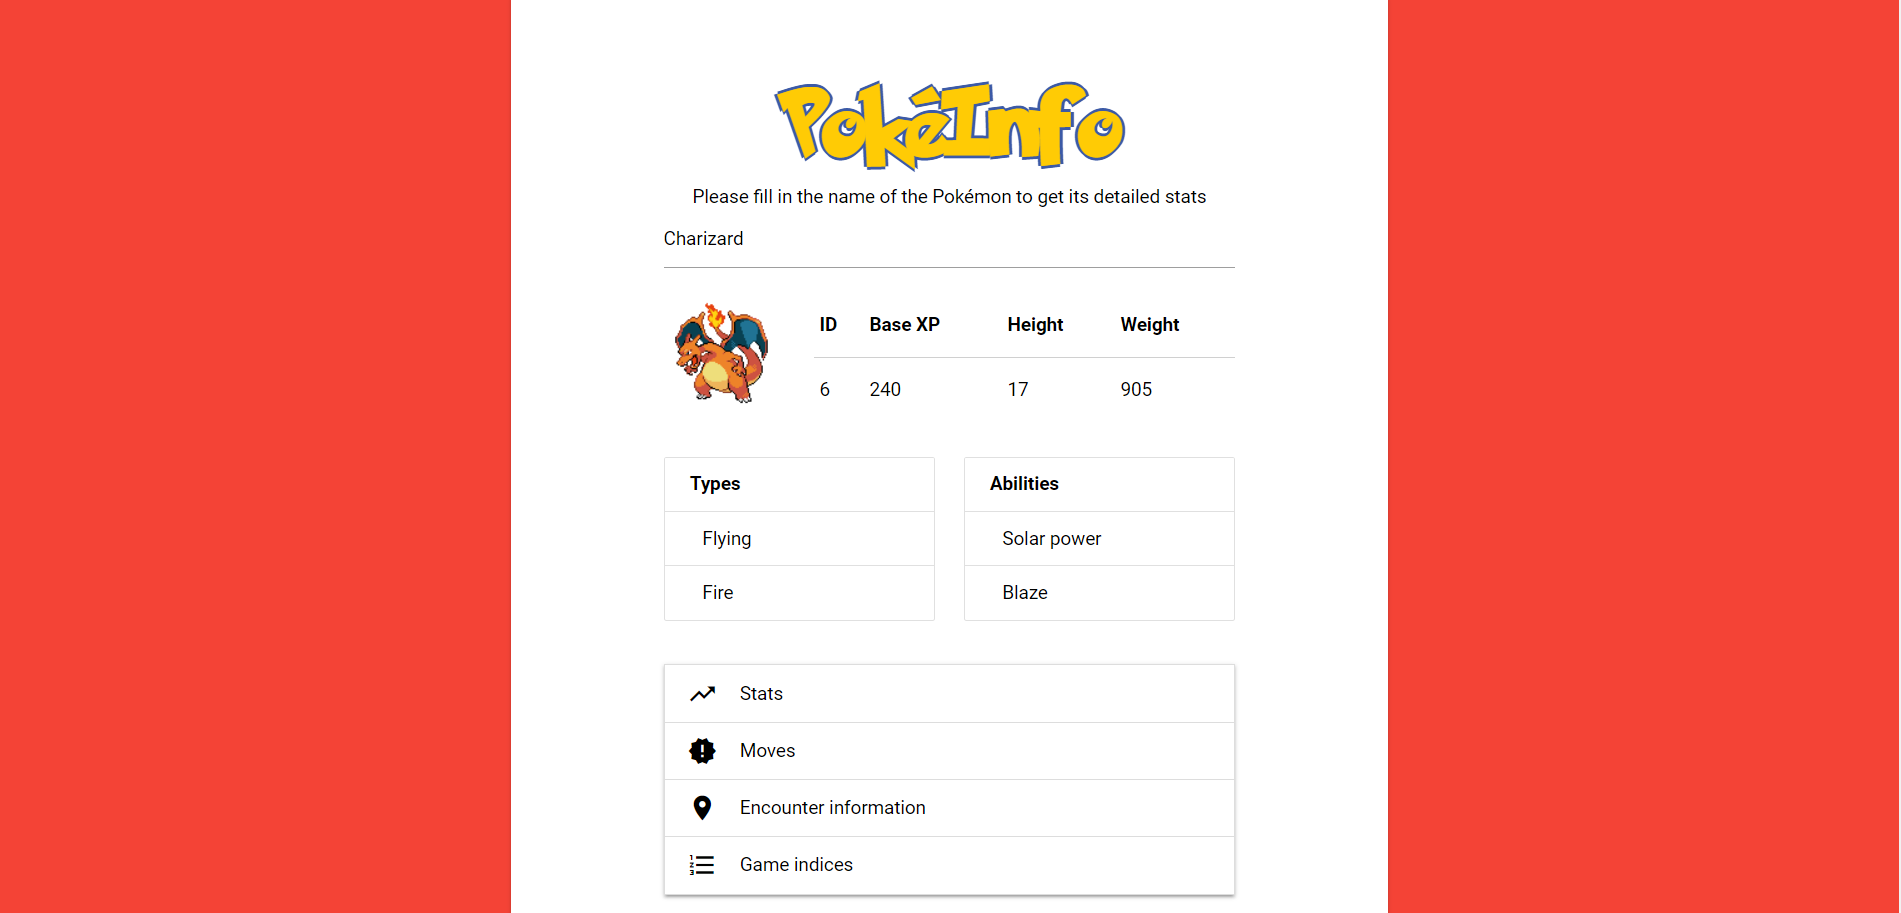 PokéInfo
Please fill in the name of the Pokémon to get its detailed stats
Charizard
ID Base XP Height Weight
6 240 17 905
Types
Flying
Fire
Abilities
Solar power
Blaze
Stats
Moves
Encounter information
Game indices